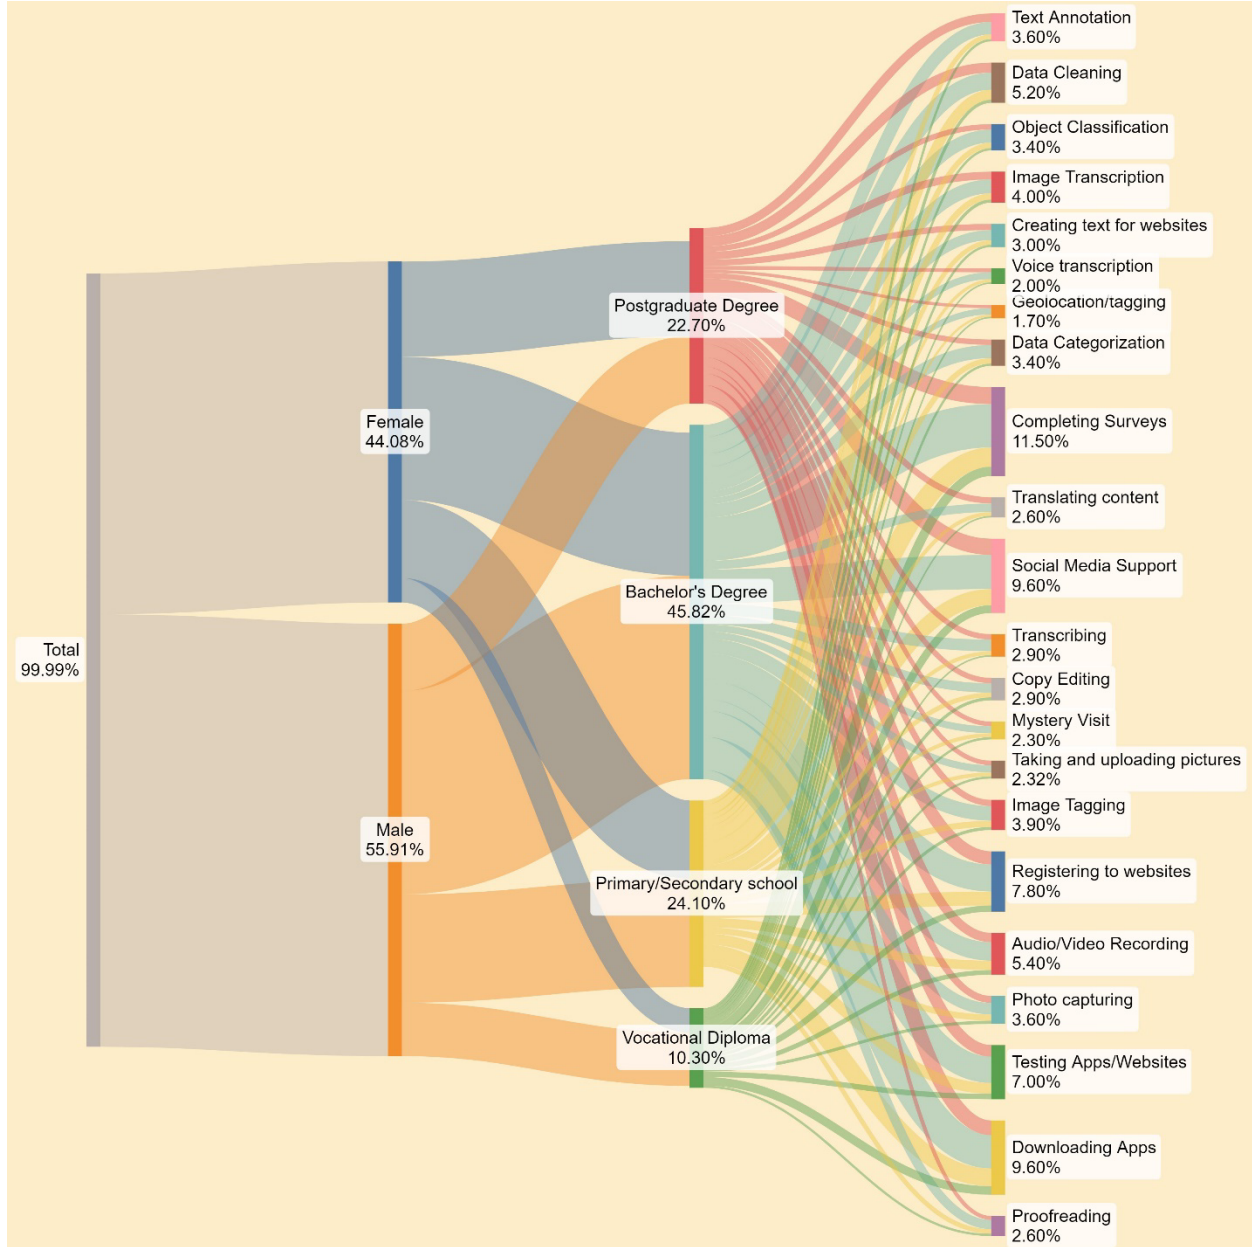 Total
99.99%
Female
44.08%
Male
55.91%
Postgraduate Degree
22.70%
Bachelor's Degree
45.82%
Primary/Secondary school
24.10%
Vocational Diploma
10.30%
Text Annotation
3.60%
Data Cleaning
5.20%
Object Classification
3.40%
Image Transcription
4.00%
Creating text for websites
3.00%
Voice transcription
2.00%
Geolocation/tagging
1.70%
Data Categorization
3.40%
Completing Surveys
11.50%
Translating content
2.60%
Social Media Support
9.60%
Transcribing
2.90%
Copy Editing
2.90%
Mystery Visit
2.30%
Taking and uploading pictures
2.32%
Image Tagging
3.90%
Registering to websites
7.80%
Audio/Video Recording
5.40%
Photo capturing
3.60%
Testing Apps/Websites
7.00%
Downloading Apps
9.60%
Proofreading
2.60%